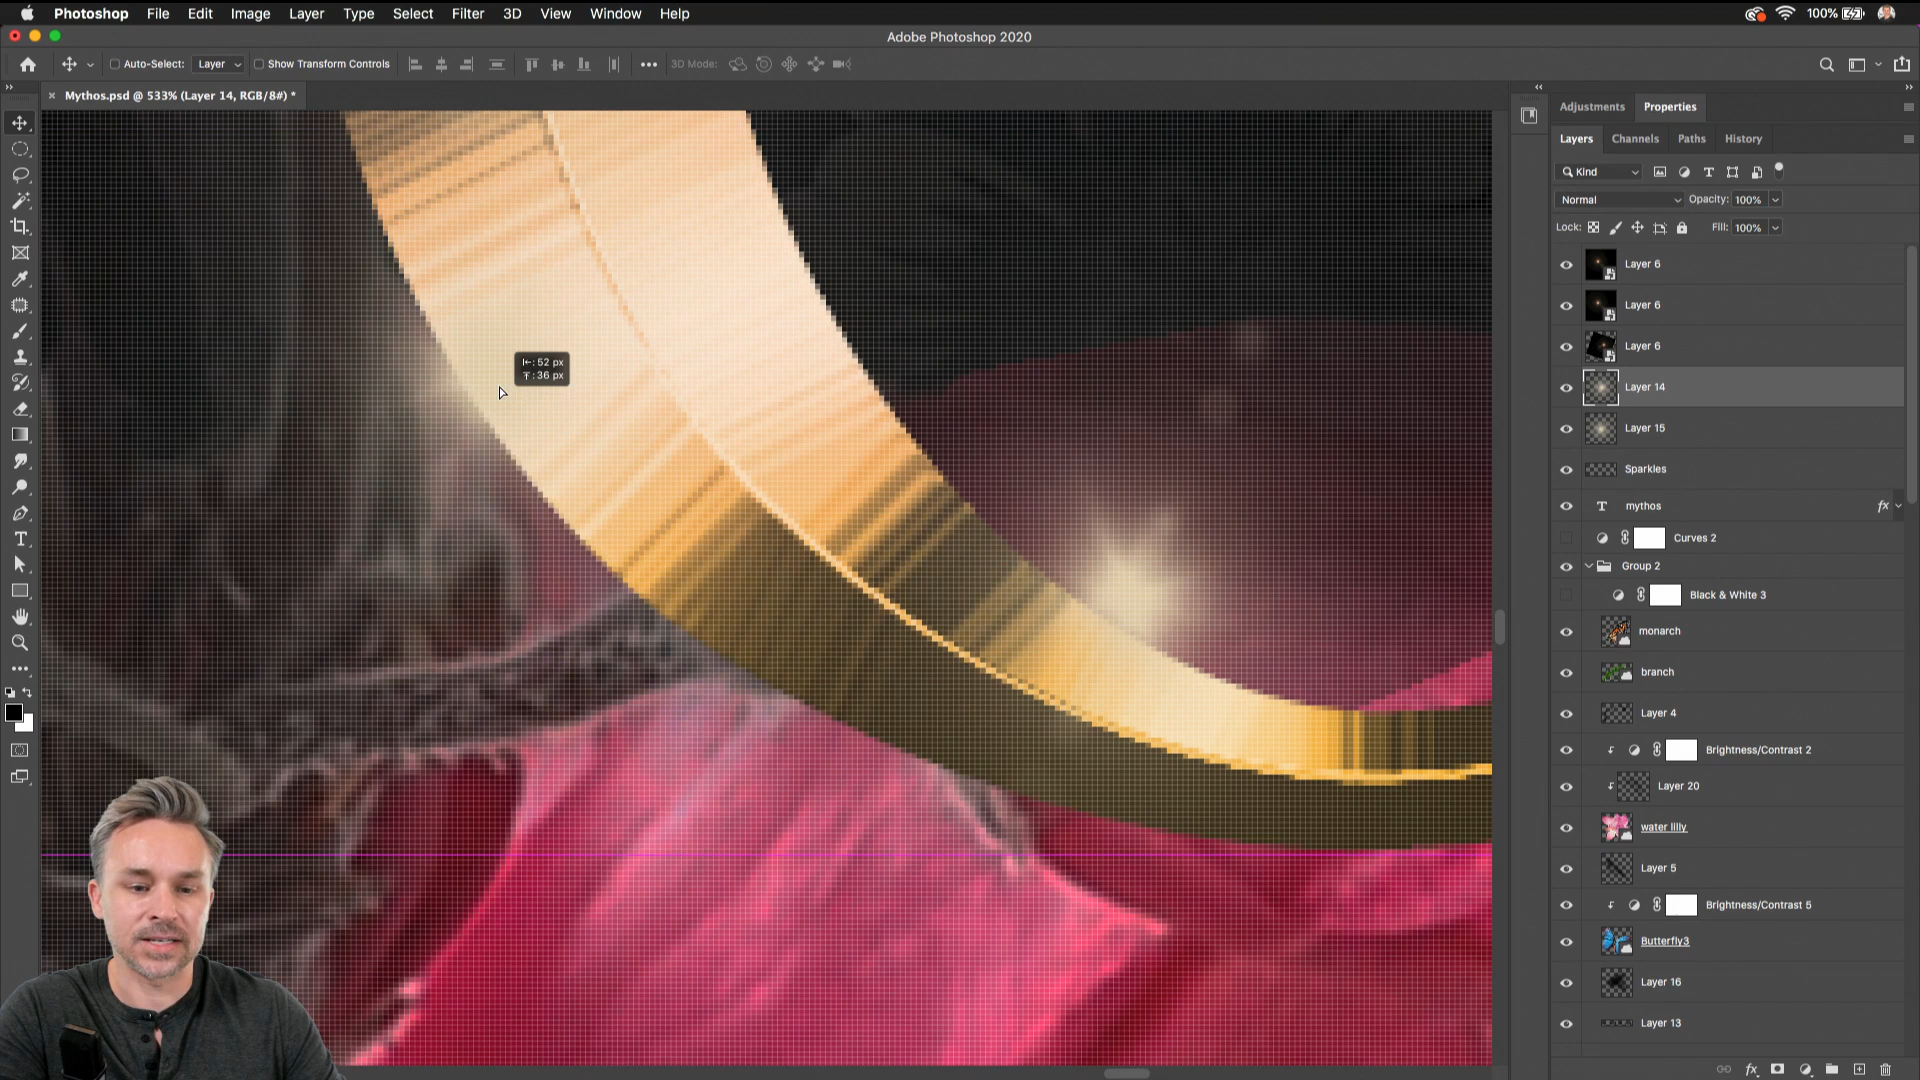 Photoshop File Edit Image Layer Type Select Filter 3D View Window Help 100%
Adobe Photoshop 2020
Auto-Select: Layer Show Transform Controls 3D Mode:
Mythos.psd @ 533% (Layer 14, RGB/8#) *
Adjustments Properties
Layers Channels Paths History
Kind
Normal Opacity: 100%
Lock: Fill: 100%
Layer 6
Layer 6
Layer 6
: 52 px
: 36 px
Layer 14
Layer 15
Sparkles
T mythos fx
Curves 2
Group 2
Black & White 3
monarch
branch
Layer 4
Brightness/Contrast 2
Layer 20
water lilly
Layer 5
Brightness/Contrast 5
Butterfly3
Layer 16
Layer 13
fx